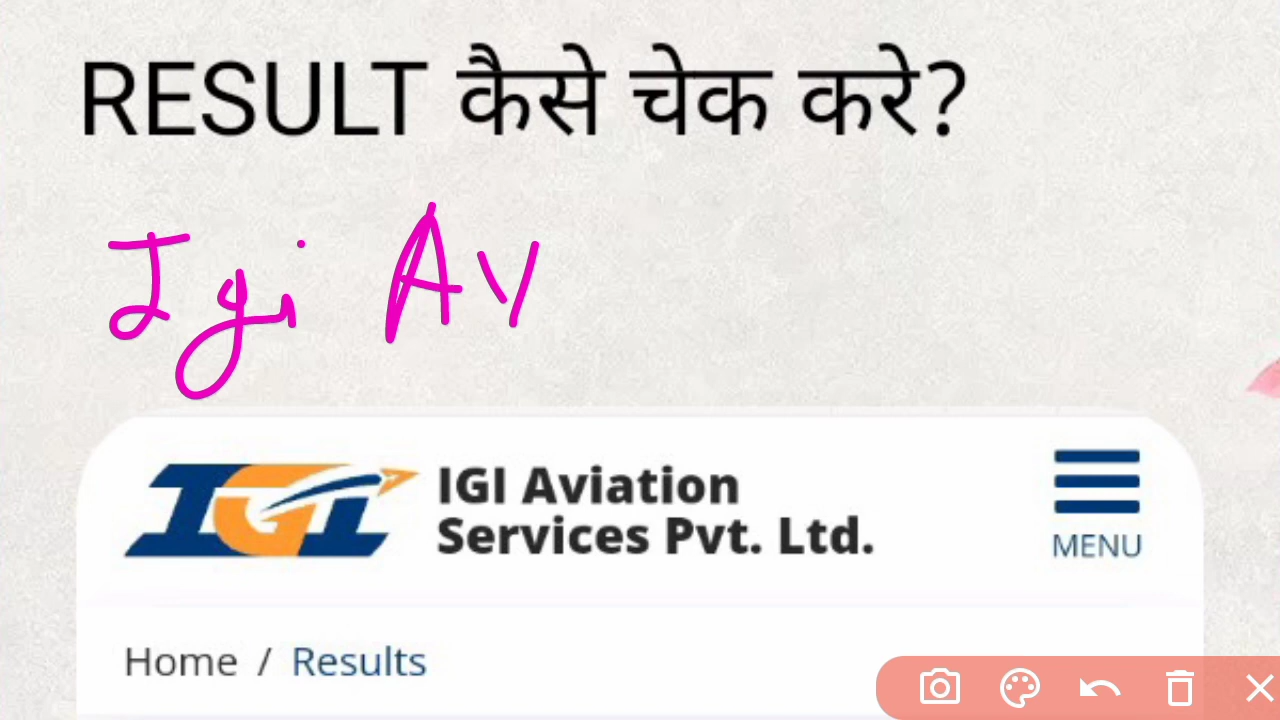 RESULT कैसे चेक करे?
Igi Av
IGI
IGI Aviation
Services Pvt. Ltd.
MENU
Home / Results